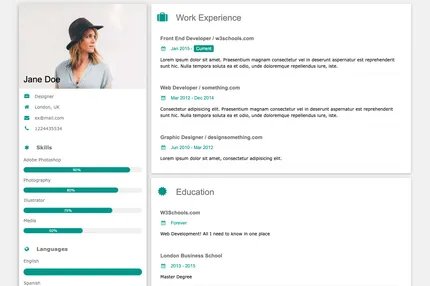 Jane Doe
Designer
London, UK
ex@mail.com
1224435534
Skills
Adobe Photoshop
90%
Photography
80%
Illustrator
75%
Media
50%
Languages
English
Spanish
Work Experience
Front End Developer / w3schools.com
Jan 2015 - Current
Lorem ipsum dolor sit amet. Praesentium magnam consectetur vel in deserunt aspernatur est reprehenderit
sunt hic. Nulla tempora soluta ea et odio, unde doloremque repellendus iure, iste.
Web Developer / something.com
Mar 2012 - Dec 2014
Consectetur adipisicing elit. Praesentium magnam consectetur vel in deserunt aspernatur est reprehenderit
sunt hic. Nulla tempora soluta ea et odio, unde doloremque repellendus iure, iste.
Graphic Designer / designsomething.com
Jun 2010 - Mar 2012
Lorem ipsum dolor sit amet, consectetur adipisicing elit.
Education
W3Schools.com
Forever
Web Development! All I need to know in one place
London Business School
2013 - 2015
Master Degree